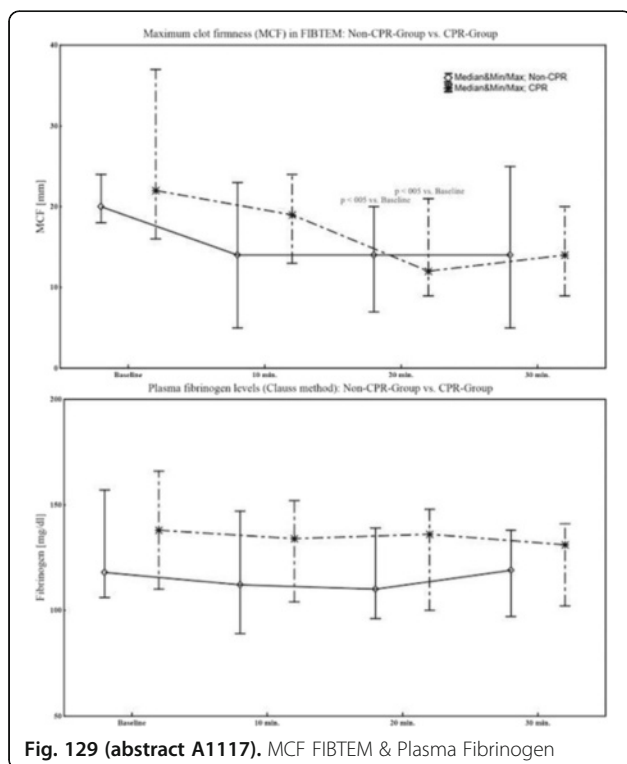 Maximum clot firmness (MCF) in FIBTEM: Non-CPR-Group vs. CPR-Group
40
30
20
10
0
MCF [mm]
Median&Min/Max; Non-CPR
Median&Min/Max; CPR
p < 005 vs. Baseline
p < 005 vs. Baseline
Baseline 10 min. 20 min. 30 min.
Plasma fibrinogen levels (Clauss method): Non-CPR-Group vs. CPR-Group
200
150
100
50
Fibrinogen [mg/dl]
Baseline 10 min. 20 min. 30 min.
Fig. 129 (abstract A1117). MCF FIBTEM & Plasma Fibrinogen